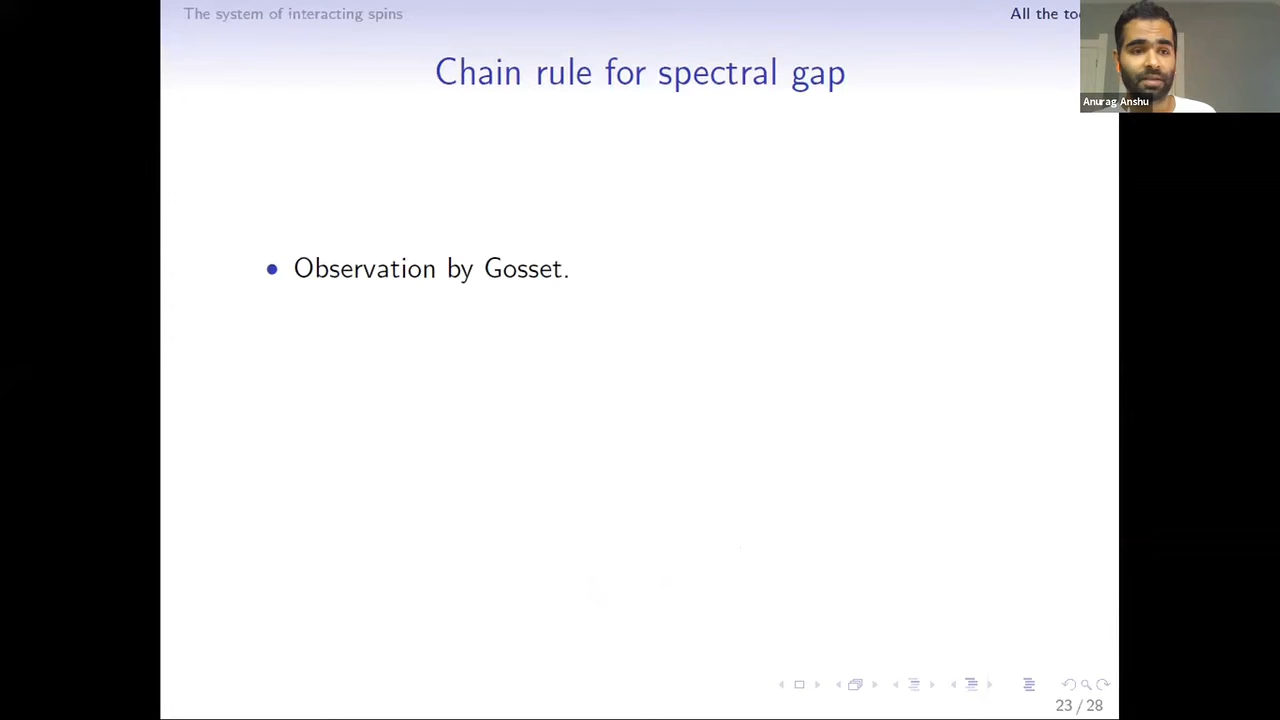 The system of interacting spins
All the
Chain rule for spectral gap
Anurag Anshu
• Observation by Gosset.
23 / 28